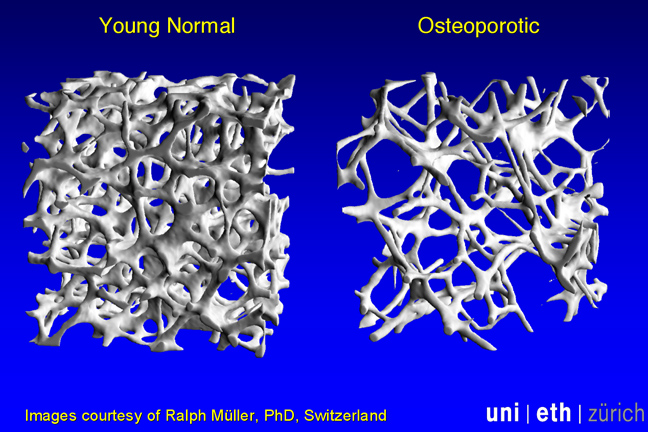 Young Normal
Osteoporotic
Images courtesy of Ralph Müller, PhD, Switzerland
uni | eth | zürich